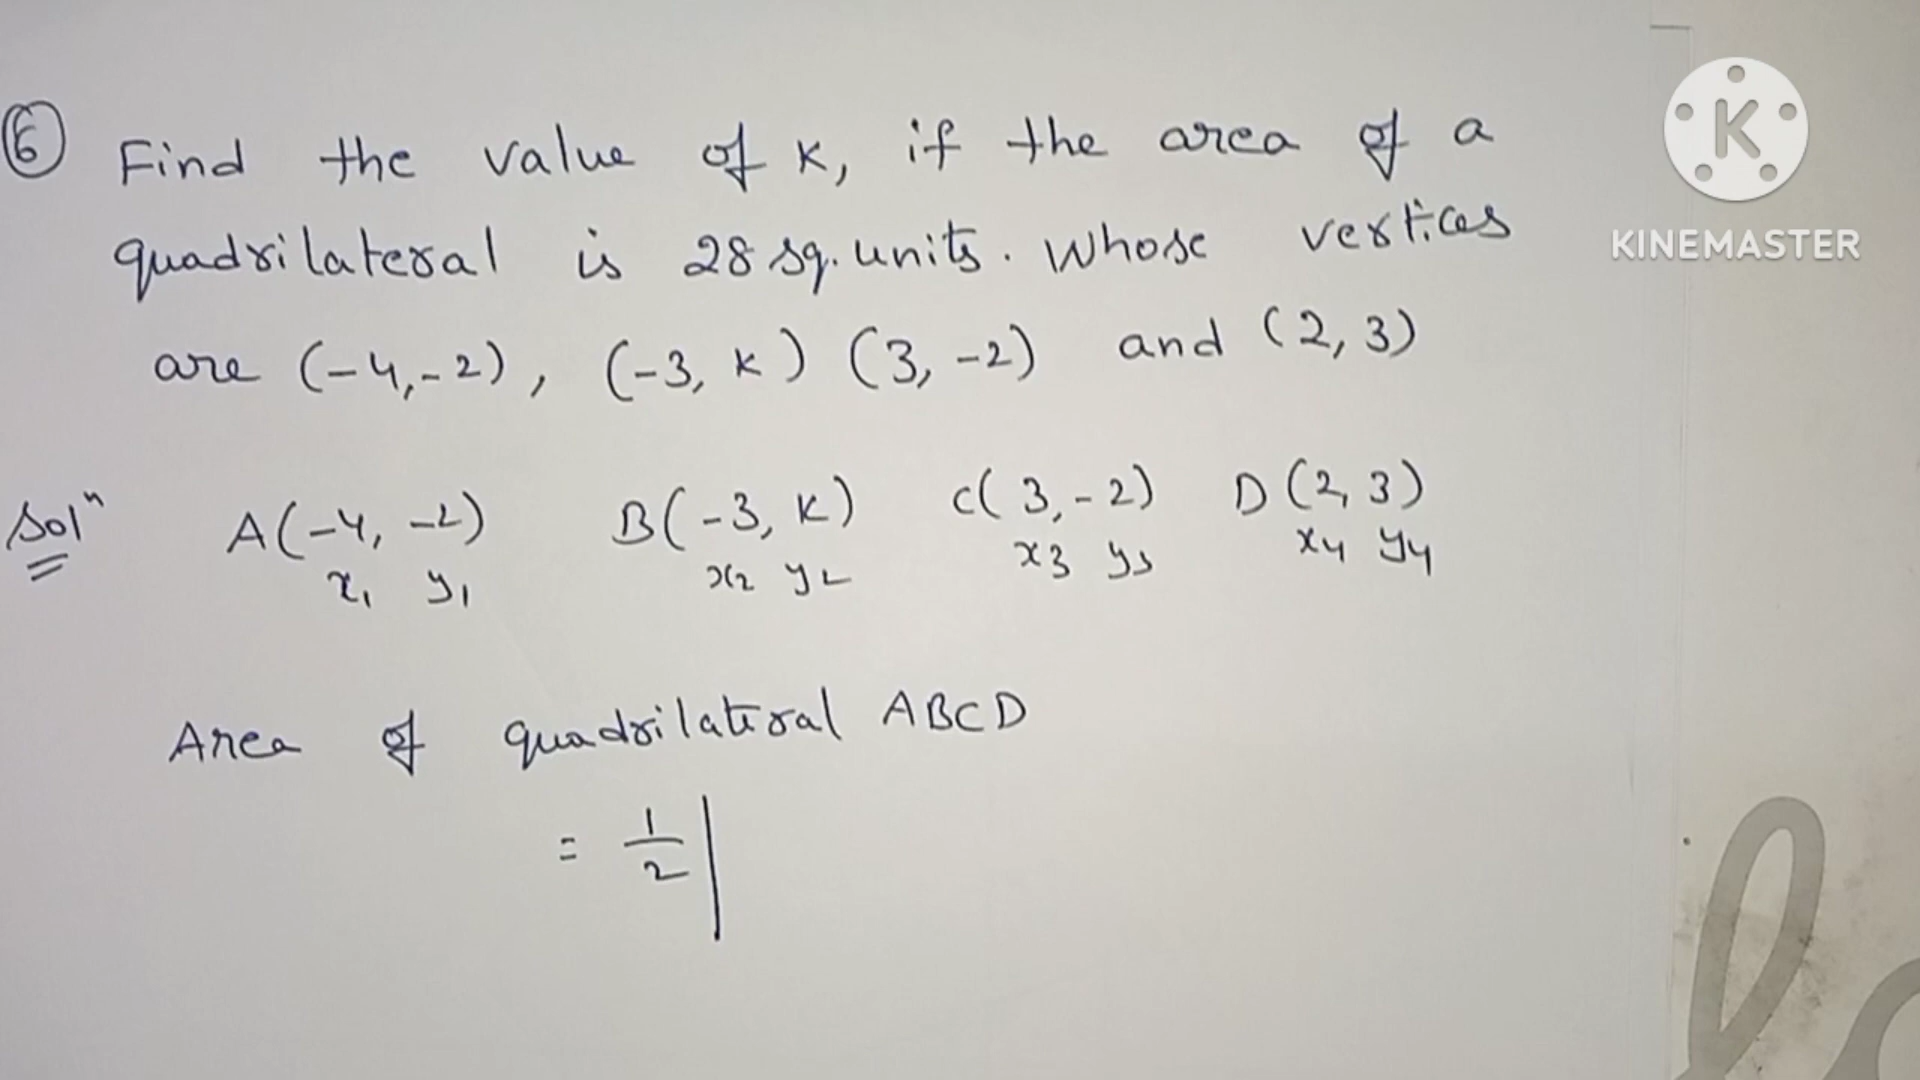 6 Find the value of K, if the area of a
quadrilateral is 28 sq. units. Whose vertices
are (-4,-2), (-3, K) (3, -2) and (2, 3)
Solⁿ A(-4, -2) B(-3, K) C(3, -2) D(2, 3)
x₁ y₁ x₂ y₂ x₃ y₃ x₄ y₄
Area of quadrilateral ABCD
= 1/2 |
K
KINEMASTER